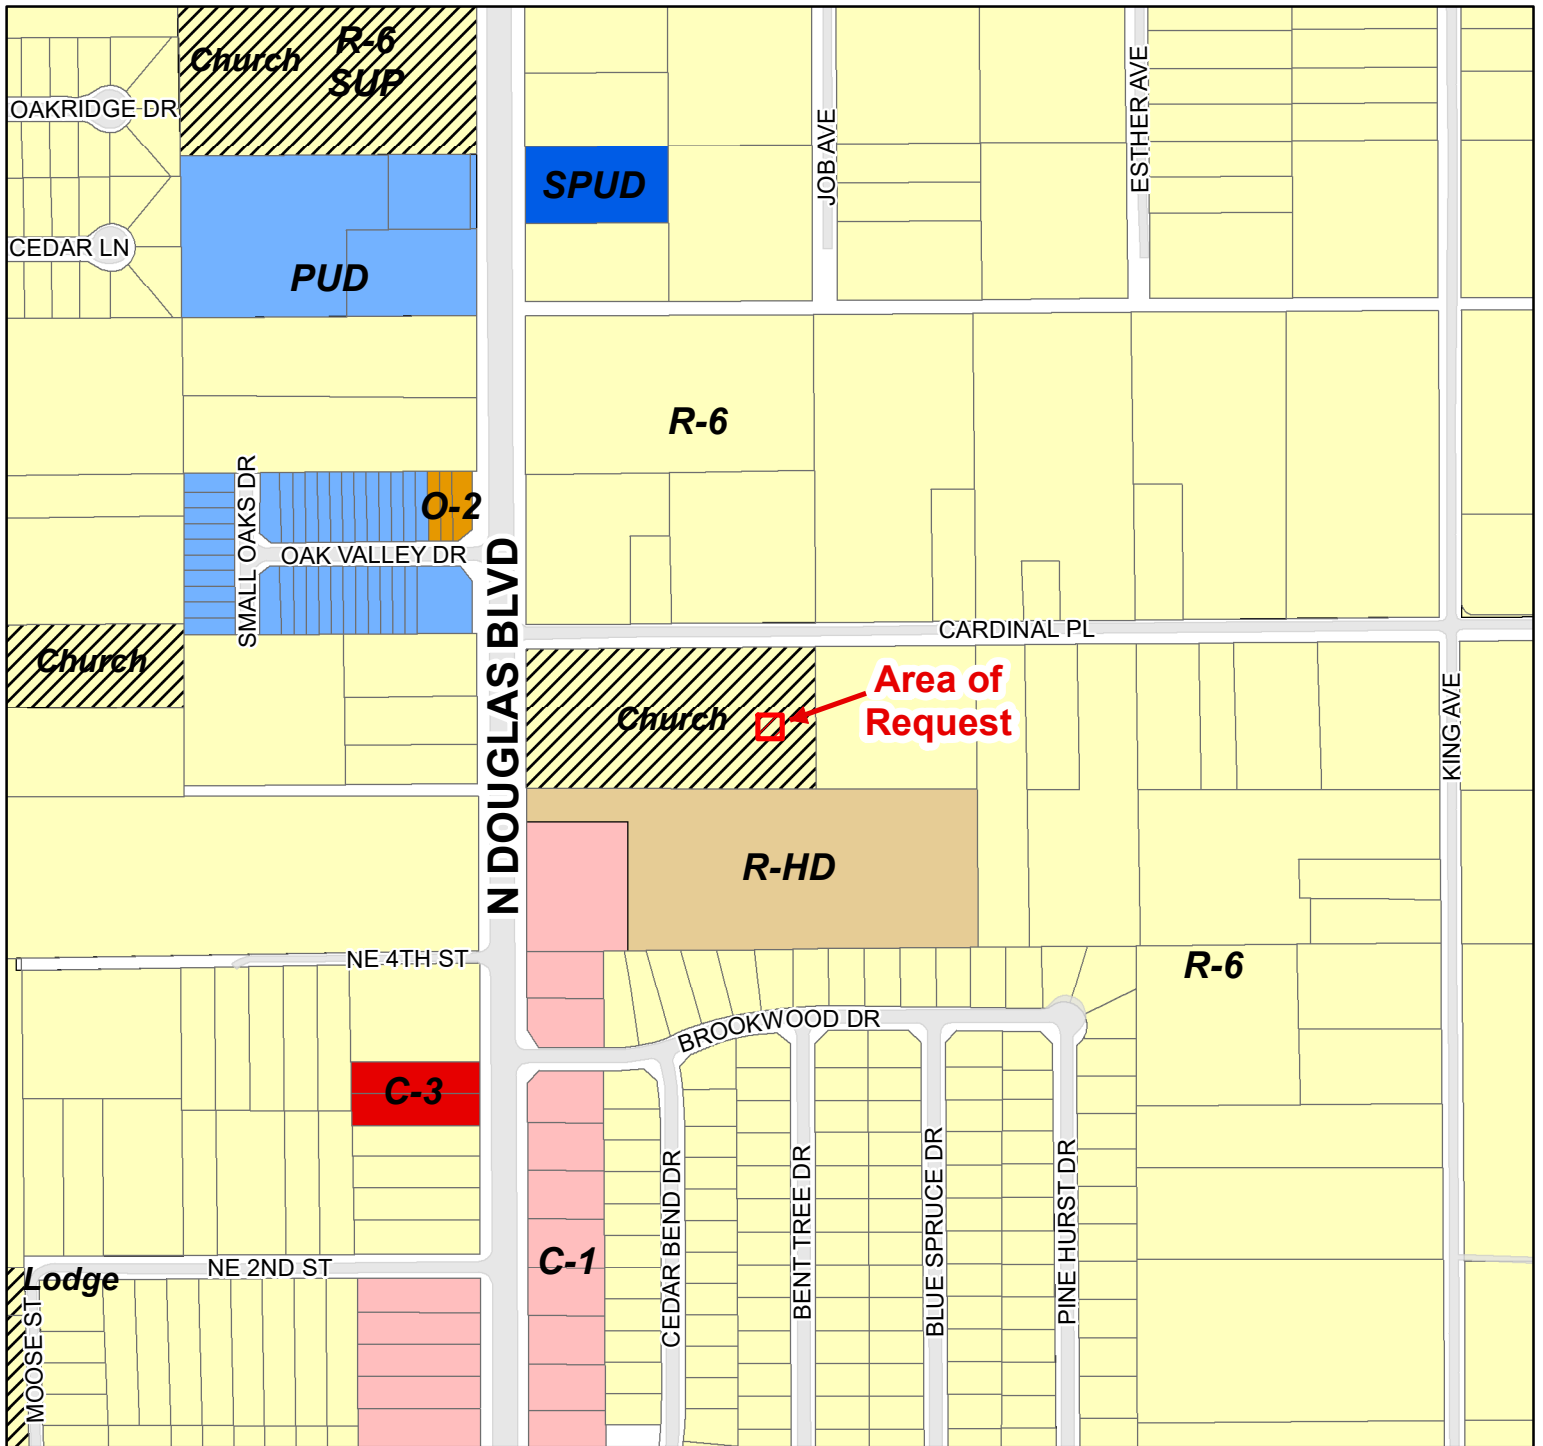 Church
R-6
SUP
OAKRIDGE DR
CEDAR LN
PUD
SPUD
JOB AVE
ESTHER AVE
R-6
SMALL OAKS DR
O-2
OAK VALLEY DR
N DOUGLAS BLVD
CARDINAL PL
Church
Church
Area of
Request
KING AVE
R-HD
NE 4TH ST
R-6
BROOKWOOD DR
C-3
CEDAR BEND DR
BENT TREE DR
BLUE SPRUCE DR
PINE HURST DR
C-1
NE 2ND ST
Lodge
MOOSE ST